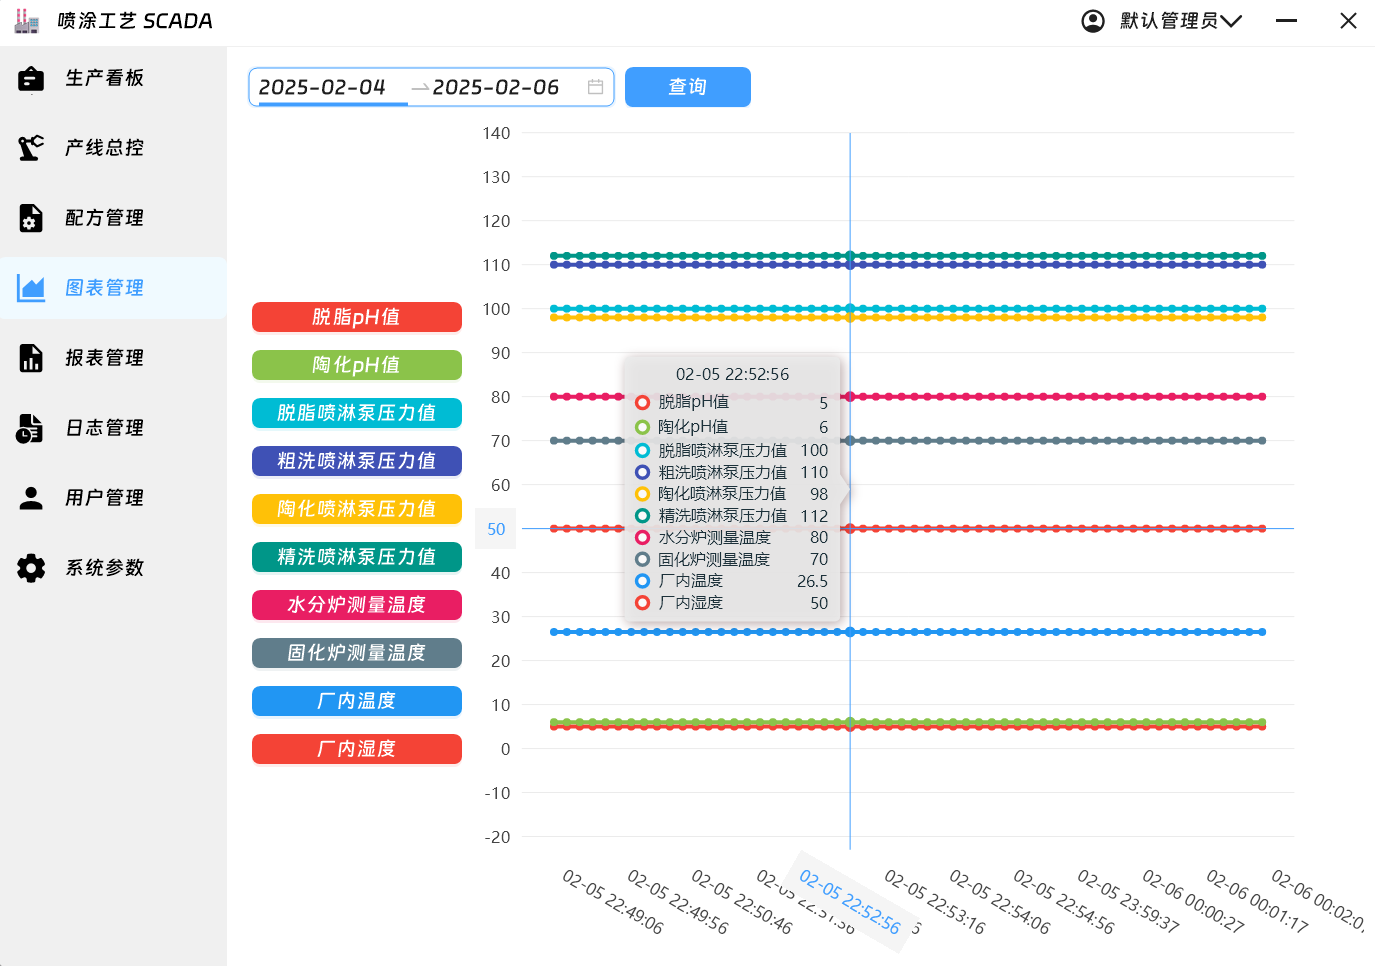 喷涂工艺 SCADA
默认管理员
生产看板
产线总控
配方管理
图表管理
报表管理
日志管理
用户管理
系统参数
2025-02-04
2025-02-06
查询
脱脂pH值
陶化pH值
脱脂喷淋泵压力值
粗洗喷淋泵压力值
陶化喷淋泵压力值
精洗喷淋泵压力值
水分炉测量温度
固化炉测量温度
厂内温度
厂内湿度
140
130
120
110
100
90
80
70
60
50
40
30
20
10
0
-10
-20
02-05 22:52:56
脱脂pH值 5
陶化pH值 6
脱脂喷淋泵压力值 100
粗洗喷淋泵压力值 110
陶化喷淋泵压力值 98
精洗喷淋泵压力值 112
水分炉测量温度 80
固化炉测量温度 70
厂内温度 26.5
厂内湿度 50
02-05 22:49:06
02-05 22:49:56
02-05 22:50:46
02-05 22:51:36
02-05 22:52:56
02-05 22:53:16
02-05 22:54:06
02-05 22:54:56
02-05 23:59:37
02-06 00:00:27
02-06 00:01:17
02-06 00:02:0